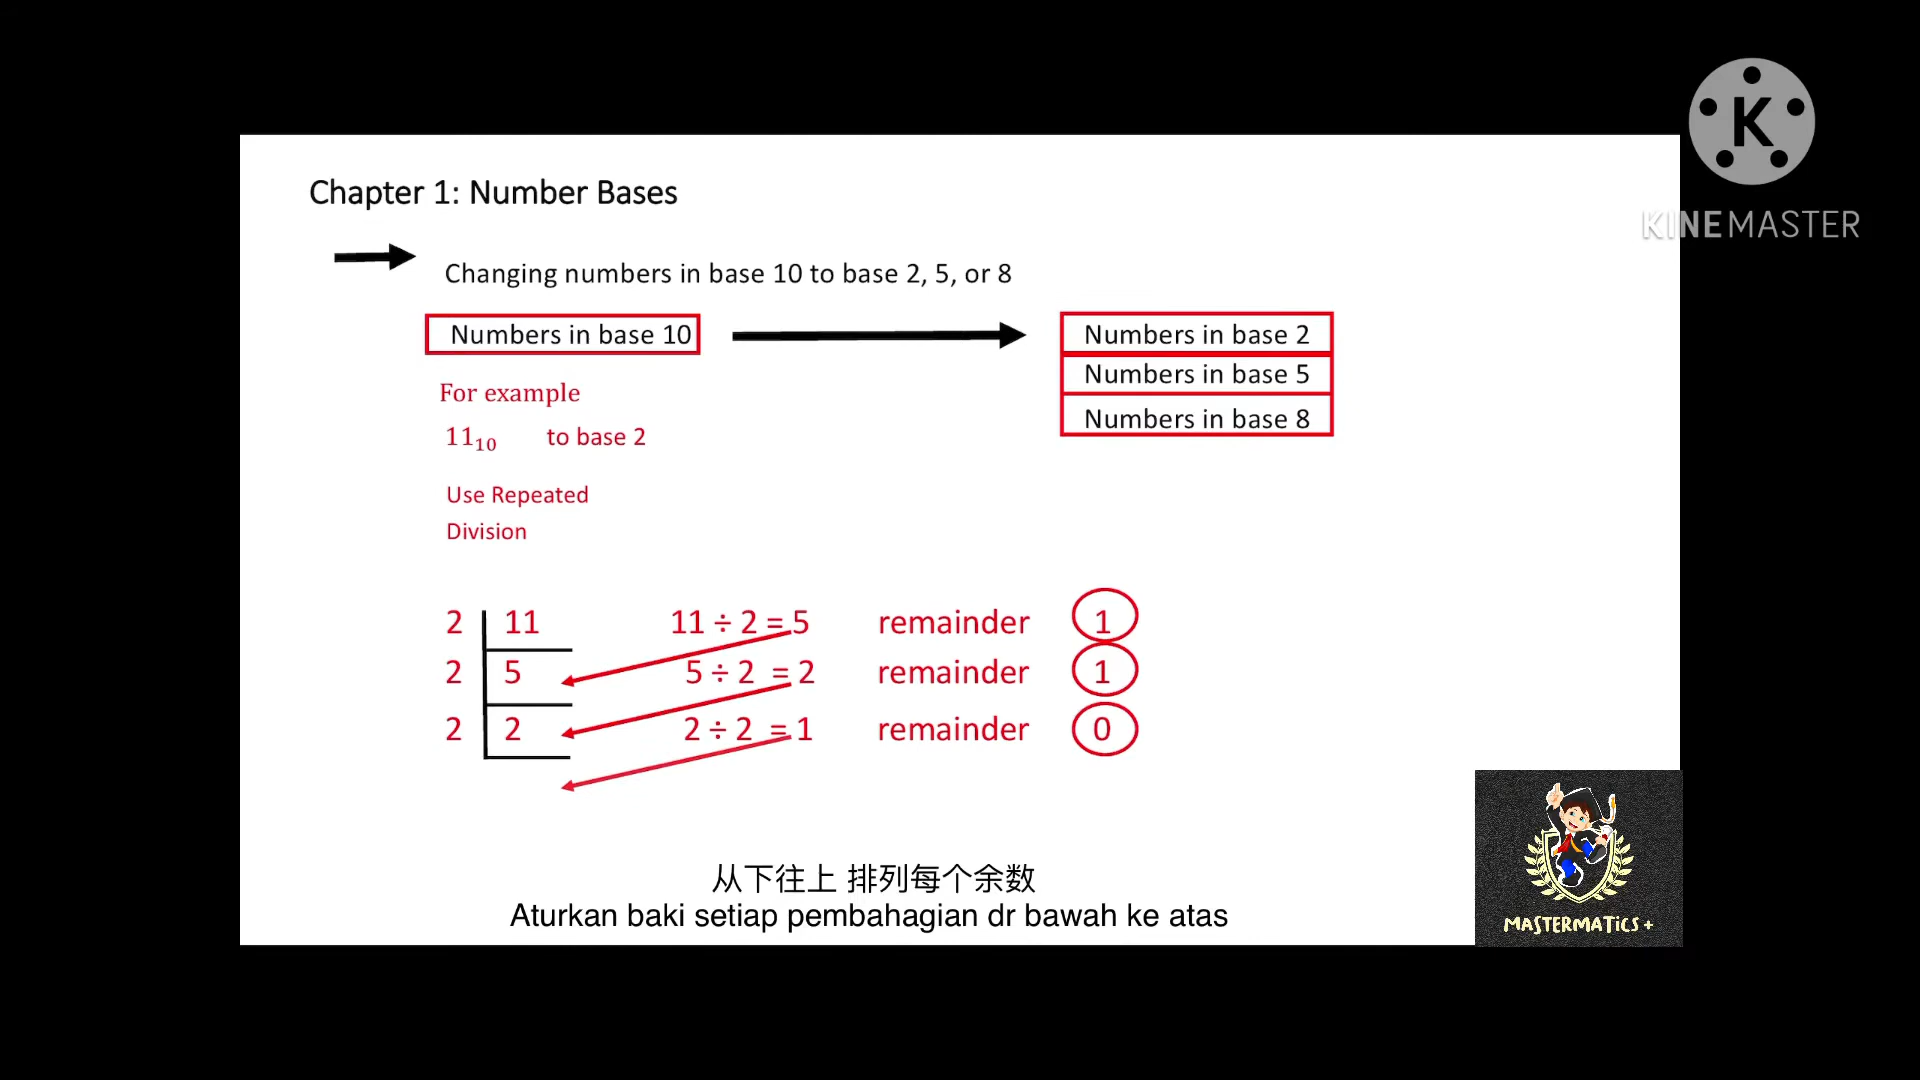 K
KINEMASTER
Chapter 1: Number Bases
Changing numbers in base 10 to base 2, 5, or 8
Numbers in base 10
Numbers in base 2
Numbers in base 5
Numbers in base 8
For example
11₁₀ to base 2
Use Repeated
Division
2 11 11 ÷ 2 = 5 remainder 1
2 5 5 ÷ 2 = 2 remainder 1
2 2 2 ÷ 2 = 1 remainder 0
从下往上 排列每个余数
Aturkan baki setiap pembahagian dr bawah ke atas
MASTERMATiCS +